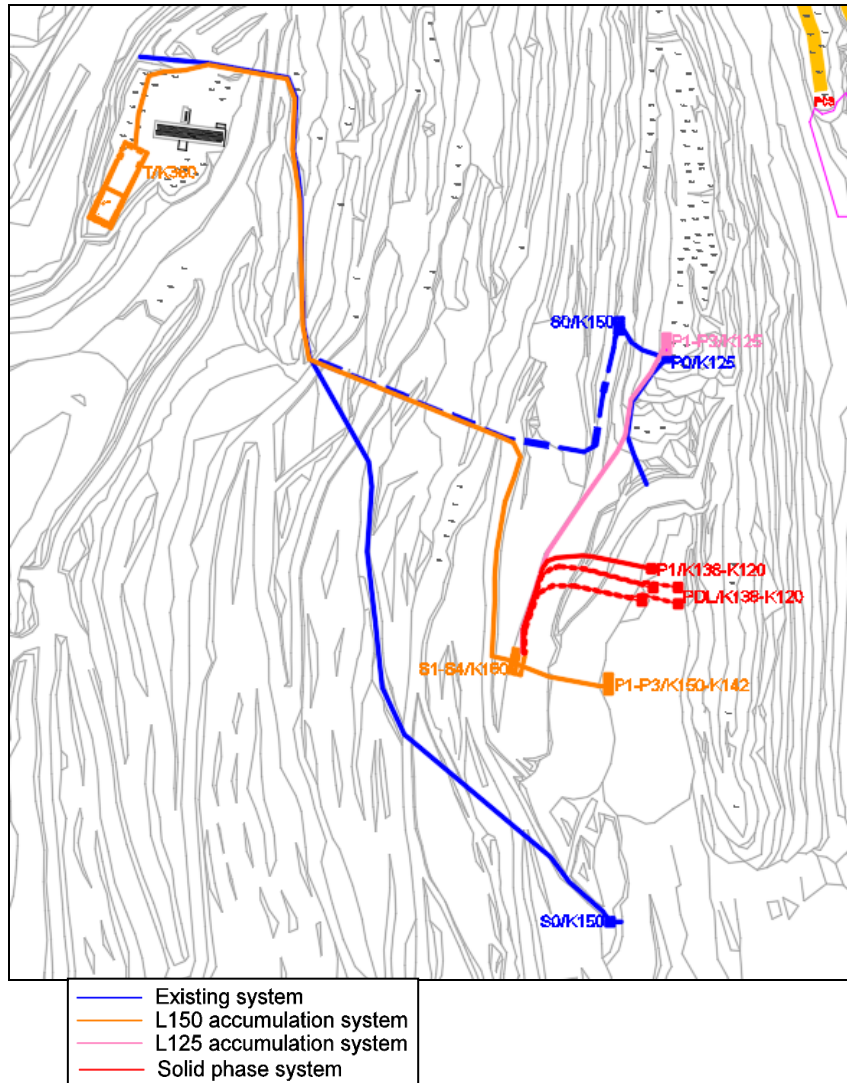 PCS
T/K360
S0/K150
P1-P3/K125
P0/K125
P1/K138-K120
PDL/K138-K120
S1-S4/K160
P1-P3/K150-K142
S0/K150
Existing system
L150 accumulation system
L125 accumulation system
Solid phase system